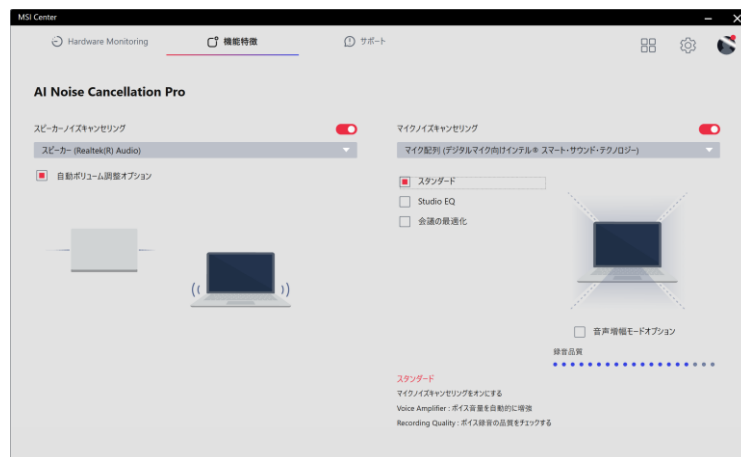 MSI Center
Hardware Monitoring
機能特徴
サポート
AI Noise Cancellation Pro
スピーカーノイズキャンセリング
スピーカー (Realtek(R) Audio)
自動ボリューム調整オプション
マイクノイズキャンセリング
マイク配列 (デジタルマイク向けインテル® スマート・サウンド・テクノロジー)
スタンダード
Studio EQ
会議の最適化
音声増幅モードオプション
録音品質
スタンダード
マイクノイズキャンセリングをオンにする
Voice Amplifier : ボイス音量を自動的に増強
Recording Quality : ボイス録音の品質をチェックする